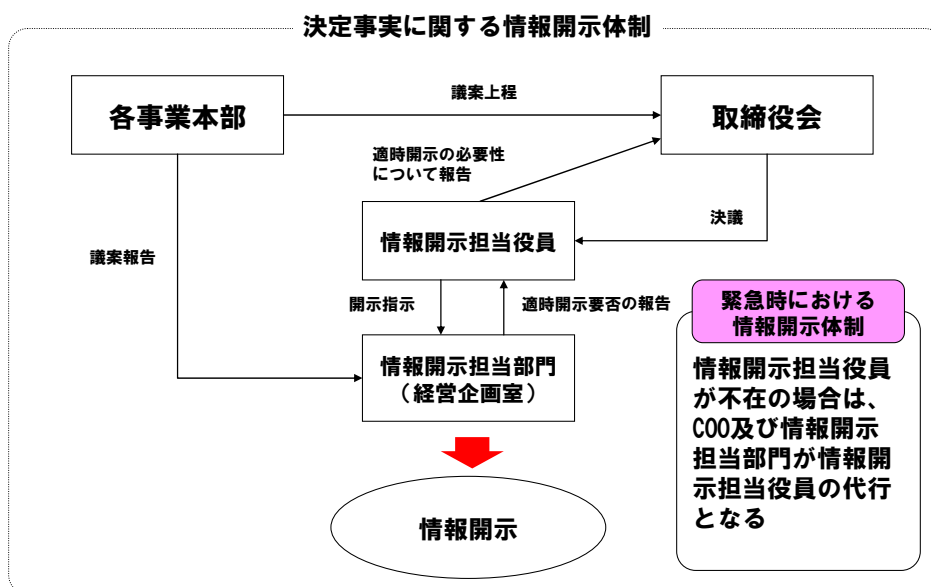 決定事実に関する情報開示体制
各事業本部
議案上程
取締役会
適時開示の必要性
について報告
決議
情報開示担当役員
議案報告
開示指示
適時開示要否の報告
情報開示担当部門
（経営企画室）
情報開示
緊急時における
情報開示体制
情報開示担当役員
が不在の場合は、
COO及び情報開示
担当部門が情報開
示担当役員の代行
となる